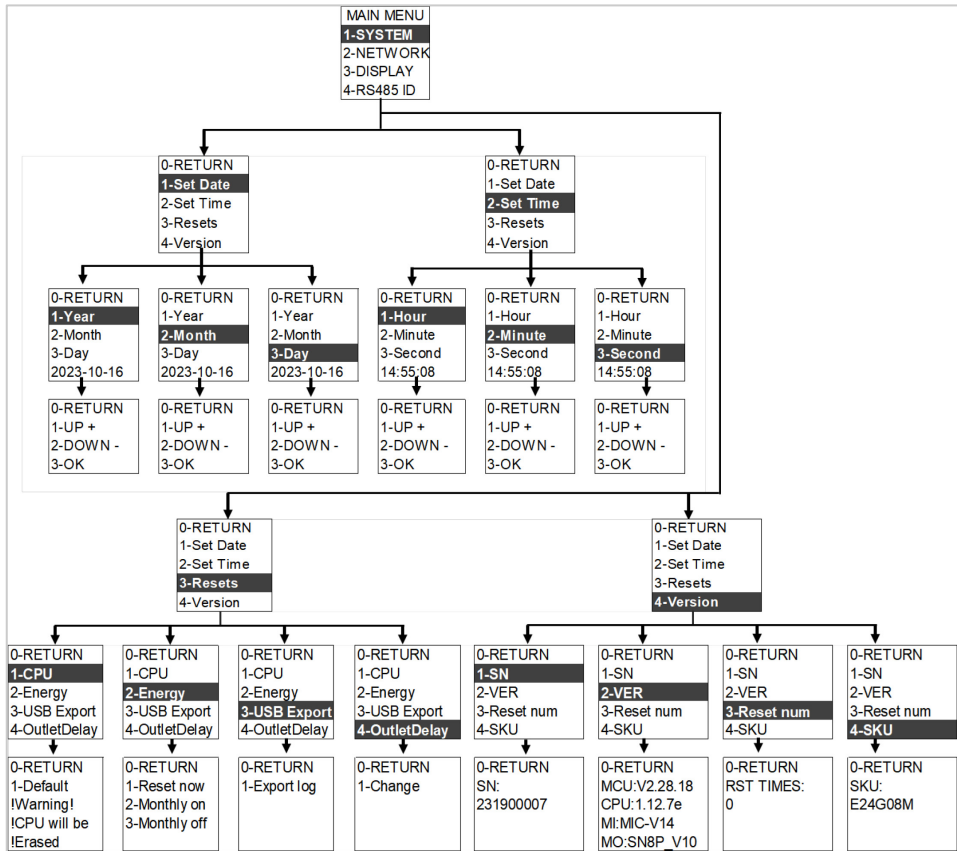 MAIN MENU
1-SYSTEM
2-NETWORK
3-DISPLAY
4-RS485 ID
0-RETURN
1-Set Date
2-Set Time
3-Resets
4-Version
0-RETURN
1-Set Date
2-Set Time
3-Resets
4-Version
0-RETURN
1-Year
2-Month
3-Day
2023-10-16
0-RETURN
1-Year
2-Month
3-Day
2023-10-16
0-RETURN
1-Year
2-Month
3-Day
2023-10-16
0-RETURN
1-Hour
2-Minute
3-Second
14:55:08
0-RETURN
1-Hour
2-Minute
3-Second
14:55:08
0-RETURN
1-Hour
2-Minute
3-Second
14:55:08
0-RETURN
1-UP +
2-DOWN -
3-OK
0-RETURN
1-UP +
2-DOWN -
3-OK
0-RETURN
1-UP +
2-DOWN -
3-OK
0-RETURN
1-UP +
2-DOWN -
3-OK
0-RETURN
1-UP +
2-DOWN -
3-OK
0-RETURN
1-UP +
2-DOWN -
3-OK
0-RETURN
1-Set Date
2-Set Time
3-Resets
4-Version
0-RETURN
1-Set Date
2-Set Time
3-Resets
4-Version
0-RETURN
1-CPU
2-Energy
3-USB Export
4-OutletDelay
0-RETURN
1-CPU
2-Energy
3-USB Export
4-OutletDelay
0-RETURN
1-CPU
2-Energy
3-USB Export
4-OutletDelay
0-RETURN
1-CPU
2-Energy
3-USB Export
4-OutletDelay
0-RETURN
1-SN
2-VER
3-Reset num
4-SKU
0-RETURN
1-SN
2-VER
3-Reset num
4-SKU
0-RETURN
1-SN
2-VER
3-Reset num
4-SKU
0-RETURN
1-SN
2-VER
3-Reset num
4-SKU
0-RETURN
1-Default
!Warning!
!CPU will be
!Erased
0-RETURN
1-Reset now
2-Monthly on
3-Monthly off
0-RETURN
1-Export log
0-RETURN
1-Change
0-RETURN
SN:
231900007
0-RETURN
MCU:V2.28.18
CPU:1.12.7e
MI:MIC-V14
MO:SN8P_V10
0-RETURN
RST TIMES:
0
0-RETURN
SKU:
E24G08M